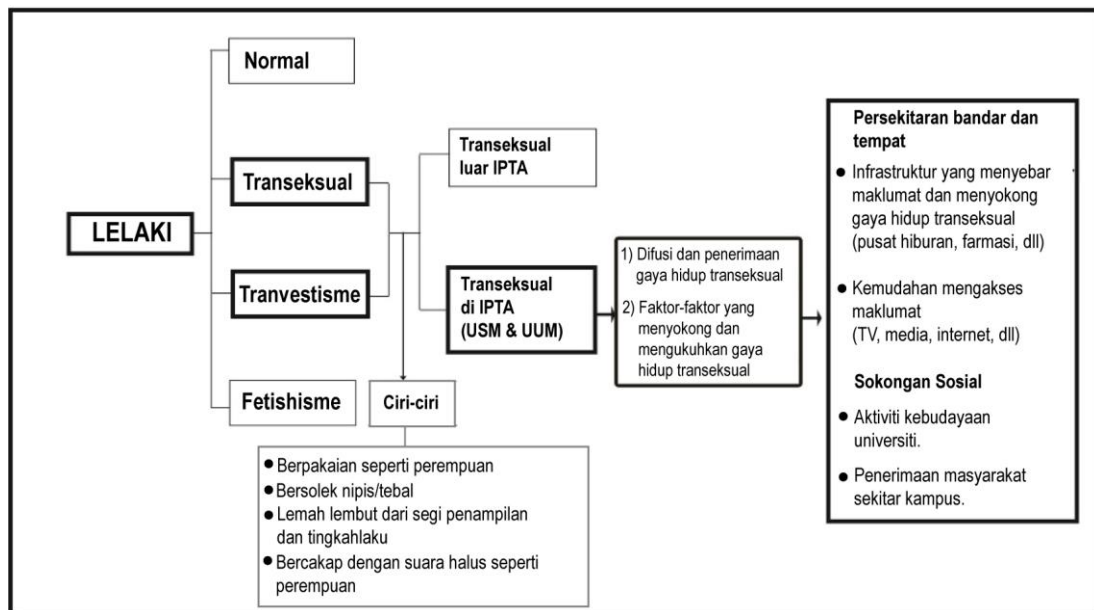 LELAKI
Normal
Transeksual
Tranvestisme
Fetishisme
Ciri-ciri
● Berpakaian seperti perempuan
● Bersolek nipis/tebal
● Lemah lembut dari segi penampilan
dan tingkahlaku
● Bercakap dengan suara halus seperti
perempuan
Transeksual
luar IPTA
Transeksual
di IPTA
(USM & UUM)
1) Difusi dan penerimaan
gaya hidup transeksual
2) Faktor-faktor yang
menyokong dan
mengukuhkan gaya
hidup transeksual
Persekitaran bandar dan
tempat
● Infrastruktur yang menyebar
maklumat dan menyokong
gaya hidup transeksual
(pusat hiburan, farmasi, dll)
● Kemudahan mengakses
maklumat
(TV, media, internet, dll)
Sokongan Sosial
● Aktiviti kebudayaan
universiti.
● Penerimaan masyarakat
sekitar kampus.